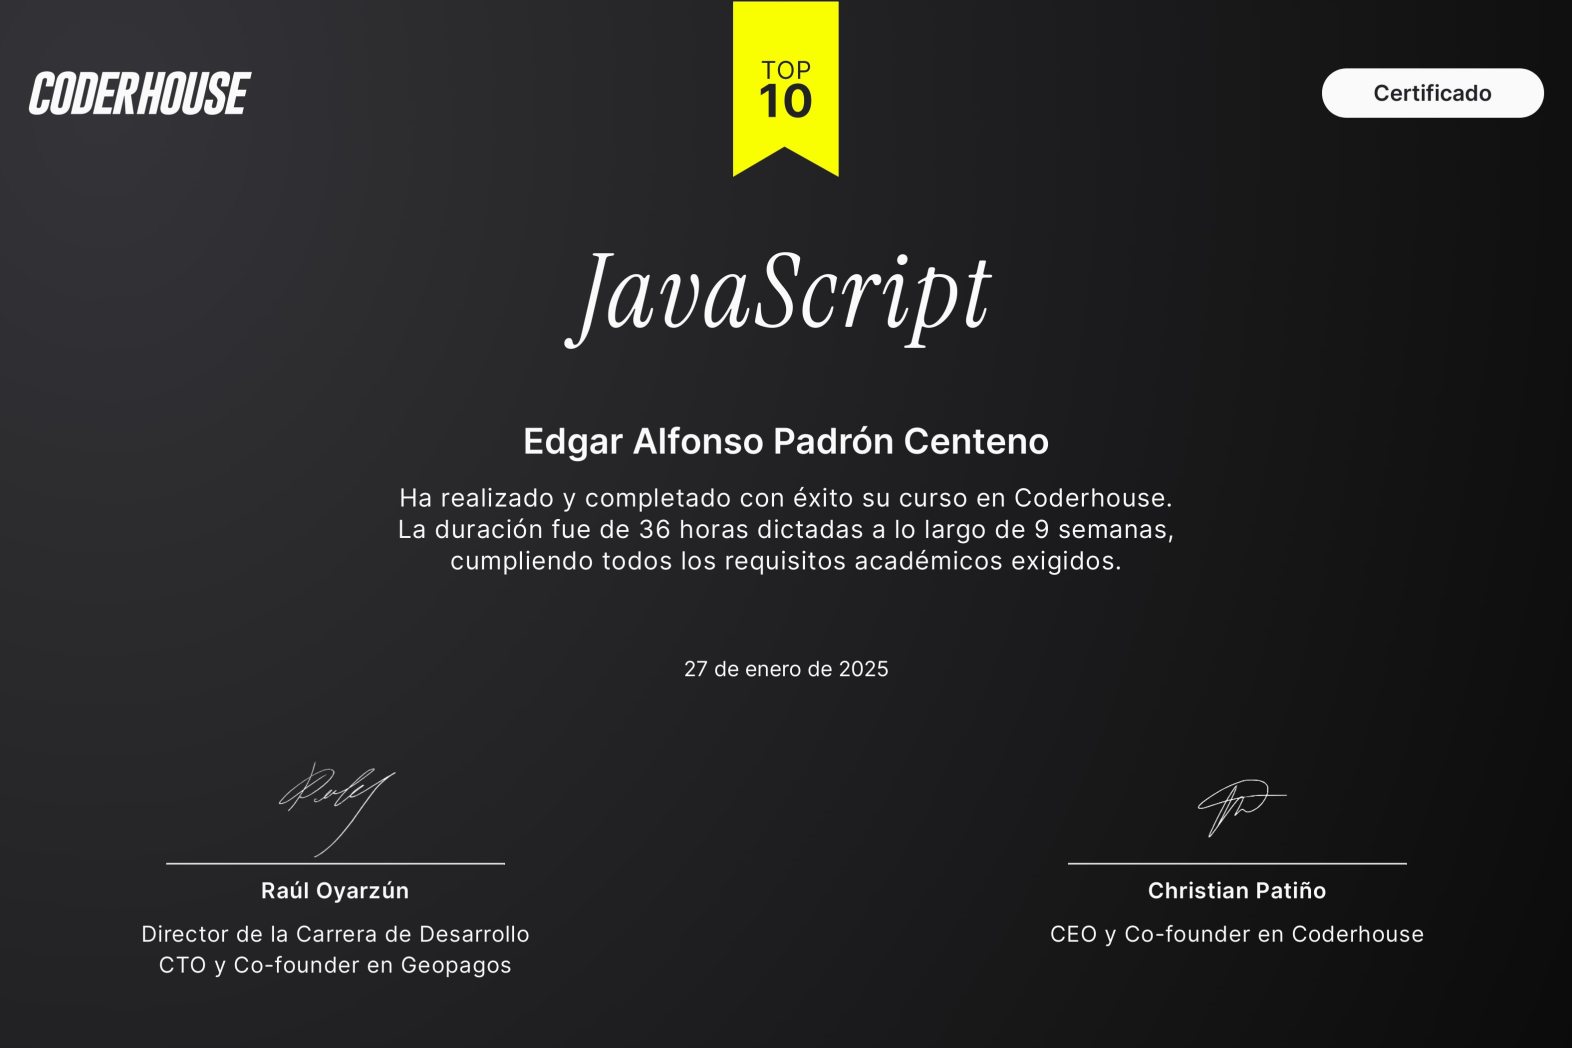 CODERHOUSE
TOP
10
Certificado
JavaScript
Edgar Alfonso Padrón Centeno
Ha realizado y completado con éxito su curso en Coderhouse.
La duración fue de 36 horas dictadas a lo largo de 9 semanas,
cumpliendo todos los requisitos académicos exigidos.
27 de enero de 2025
Raúl Oyarzún
Director de la Carrera de Desarrollo
CTO y Co-founder en Geopagos
Christian Patiño
CEO y Co-founder en Coderhouse